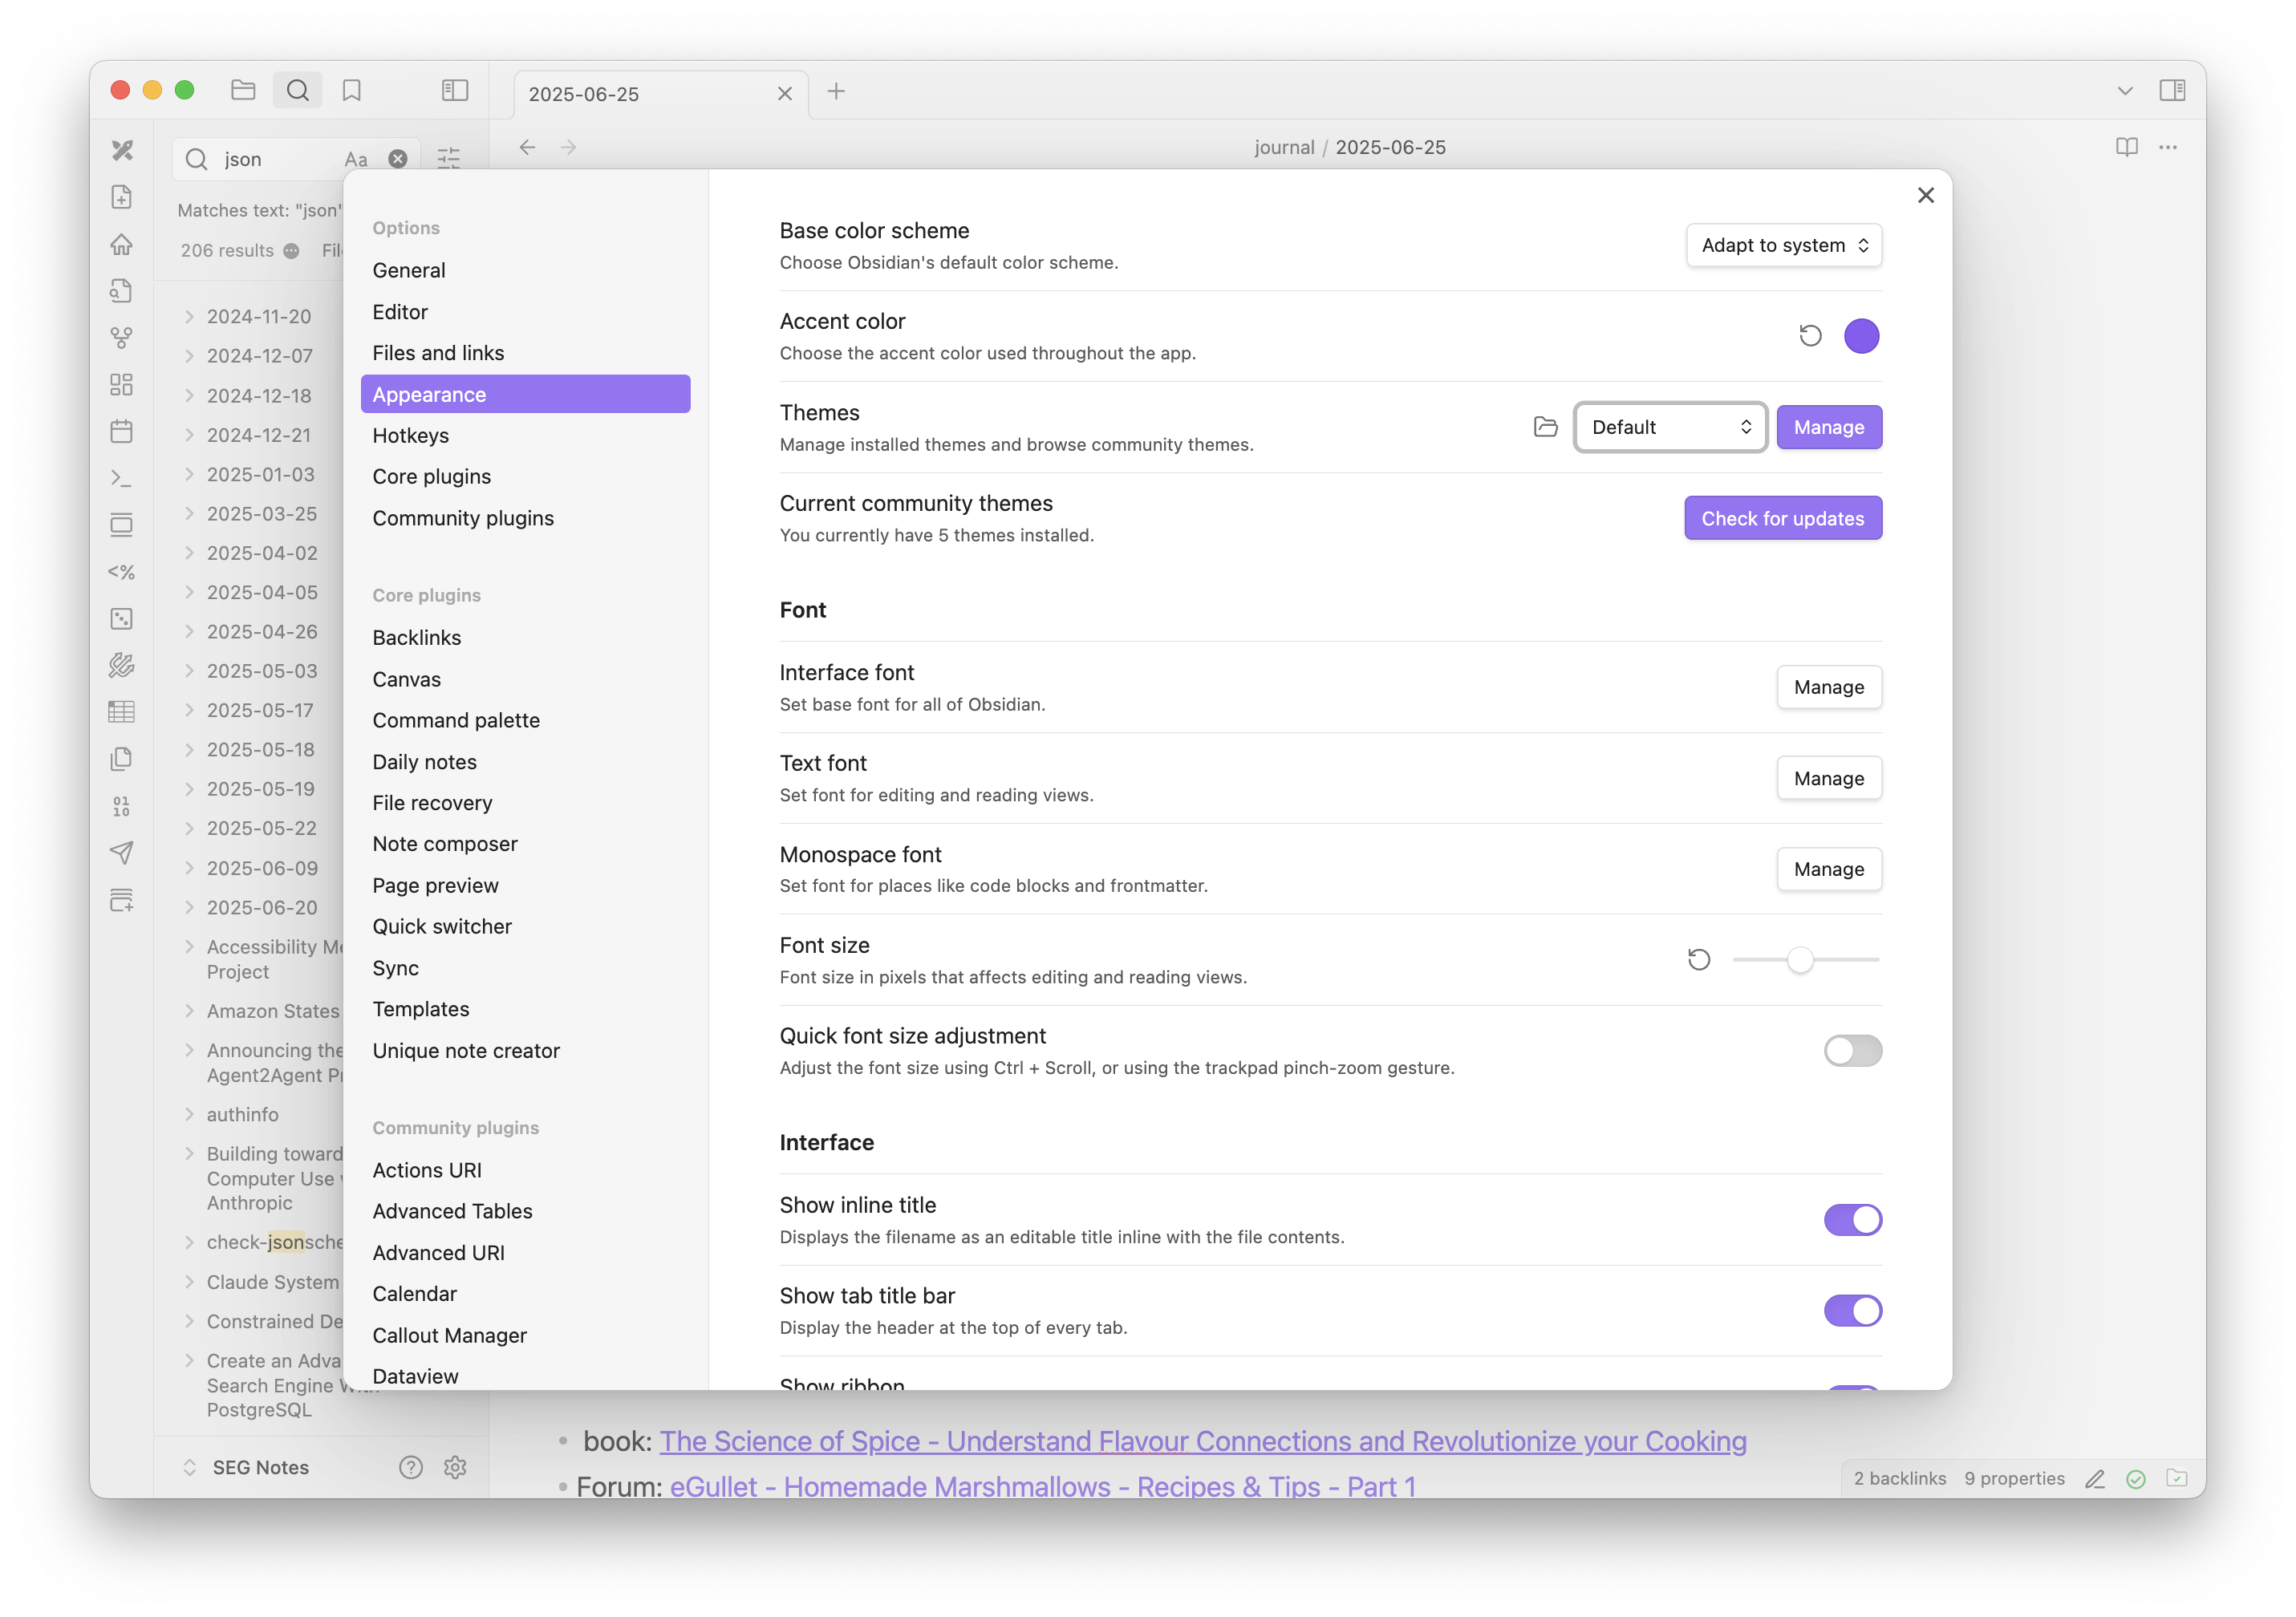 2025-06-25
journal / 2025-06-25
json
Aa
Matches text: "json"
206 results
2024-11-20
2024-12-07
2024-12-18
2024-12-21
2025-01-03
2025-03-25
2025-04-02
2025-04-05
2025-04-26
2025-05-03
2025-05-17
2025-05-18
2025-05-19
2025-05-22
2025-06-09
2025-06-20
Accessibility
Project
Amazon States
Announcing the
Agent2Agent
authinfo
Building toward
Computer Use
Anthropic
check-jsonsche
Claude System
Constrained
Create an
Search Engine
PostgreSQL
SEG Notes
<%
01
10
Options
General
Editor
Files and links
Appearance
Hotkeys
Core plugins
Community plugins
Core plugins
Backlinks
Canvas
Command palette
Daily notes
File recovery
Note composer
Page preview
Quick switcher
Sync
Templates
Unique note creator
Community plugins
Actions URI
Advanced Tables
Advanced URI
Calendar
Callout Manager
Dataview
Base color scheme
Choose Obsidian's default color scheme.
Adapt to system
Accent color
Choose the accent color used throughout the app.
Themes
Manage installed themes and browse community themes.
Default
Manage
Current community themes
You currently have 5 themes installed.
Check for updates
Font
Interface font
Set base font for all of Obsidian.
Manage
Text font
Set font for editing and reading views.
Manage
Monospace font
Set font for places like code blocks and frontmatter.
Manage
Font size
Font size in pixels that affects editing and reading views.
Quick font size adjustment
Adjust the font size using Ctrl + Scroll, or using the trackpad pinch-zoom gesture.
Interface
Show inline title
Displays the filename as an editable title inline with the file contents.
Show tab title bar
Display the header at the top of every tab.
Show ribbon
book: The Science of Spice - Understand Flavour Connections and Revolutionize your Cooking
Forum: eGullet - Homemade Marshmallows - Recipes & Tips - Part 1
2 backlinks
9 properties